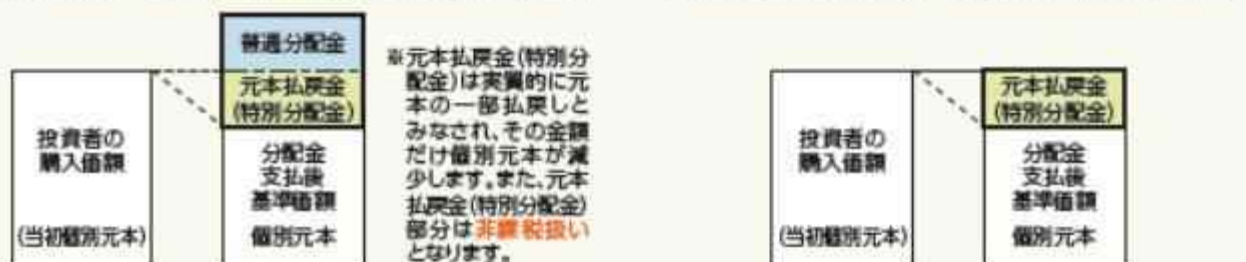 普通分配金
元本払戻金
(特別分配金)
投資者の
購入価額
(当初個別元本)
分配金
支払後
基準価額
個別元本
※元本払戻金(特別分
配金)は実質的に元
本の一部払戻しと
みなされ、その金額
だけ個別元本が減
少します。また、元本
払戻金(特別分配金)
部分は非課税扱い
となります。
投資者の
購入価額
(当初個別元本)
元本払戻金
(特別分配金)
分配金
支払後
基準価額
個別元本